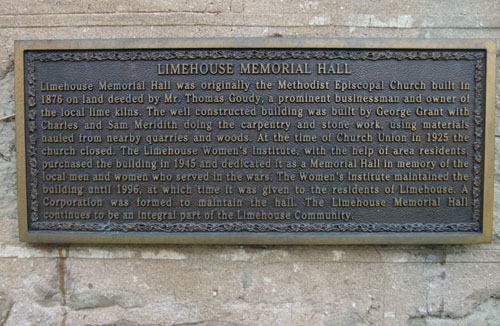 LIMEHOUSE MEMORIAL HALL
Limehouse Memorial Hall was originally the Methodist Episcopal Church built in
1876 on land deeded by Mr. Thomas Goudy, a prominent businessman and owner of
the local lime kilns. The well constructed building was built by George Grant with
Charles and Sam Meridith doing the carpentry and stone work, using materials
hauled from nearby quarries and woods. At the time of Church Union in 1925 the
church closed. The Limehouse Women's Institute, with the help of area residents
purchased the building in 1945 and dedicated it as a Memorial Hall in memory of the
local men and women who served in the wars. The Women's Institute maintained the
building until 1996, at which time it was given to the residents of Limehouse. A
Corporation was formed to maintain the hall. The Limehouse Memorial Hall
continues to be an integral part of the Limehouse Community.